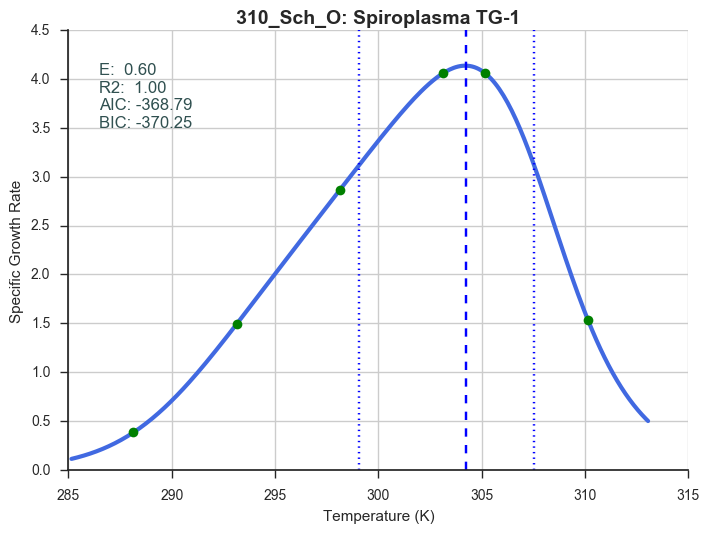 310_Sch_O: Spiroplasma TG-1
E:  0.60
R2:  1.00
AIC: -368.79
BIC: -370.25
Specific Growth Rate
4.5
4.0
3.5
3.0
2.5
2.0
1.5
1.0
0.5
0.0
285 290 295 300 305 310 315
Temperature (K)